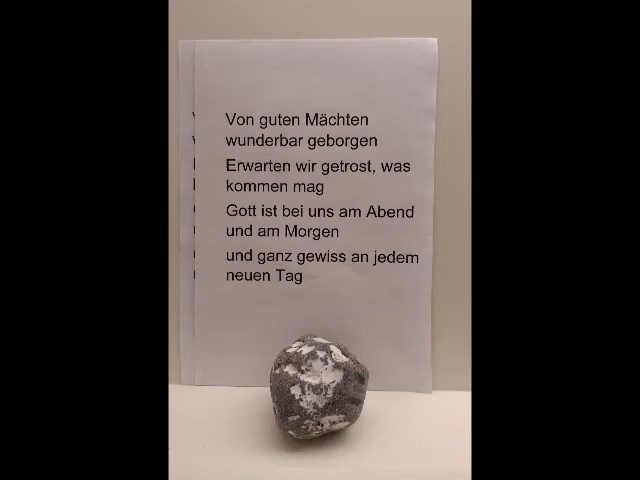 Von guten Mächten
wunderbar geborgen
Erwarten wir getrost, was
kommen mag
Gott ist bei uns am Abend
und am Morgen
und ganz gewiss an jedem
neuen Tag